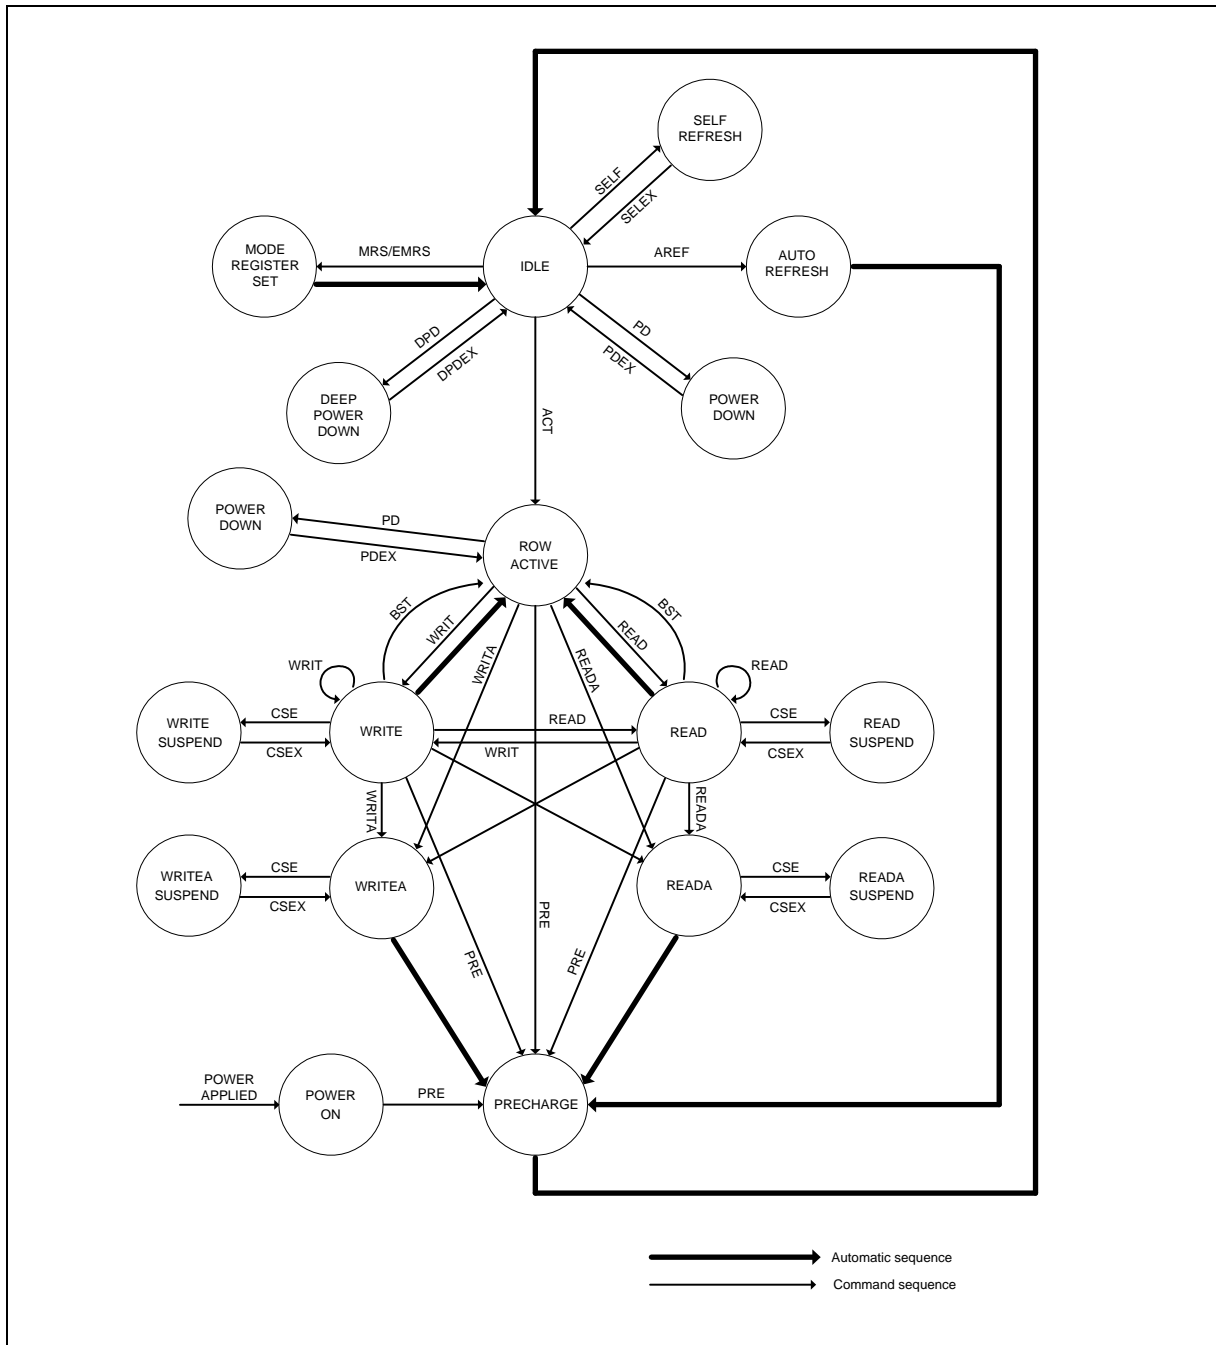 SELF
REFRESH
SELF
SELEX
MODE
REGISTER
SET
MRS/EMRS
IDLE
AREF
AUTO
REFRESH
DPD
DPDEX
PD
PDEX
DEEP
POWER
DOWN
ACT
POWER
DOWN
POWER
DOWN
PD
PDEX
ROW
ACTIVE
BST
WRIT
WRITA
READ
READA
BST
WRIT
READ
WRITE
SUSPEND
CSE
CSEX
WRITE
READ
WRIT
READ
CSE
CSEX
READ
SUSPEND
WRITA
READA
WRITEA
SUSPEND
CSE
CSEX
WRITEA
READA
CSE
CSEX
READA
SUSPEND
PRE
PRE
PRE
POWER
APPLIED
POWER
ON
PRE
PRECHARGE
Automatic sequence
Command sequence